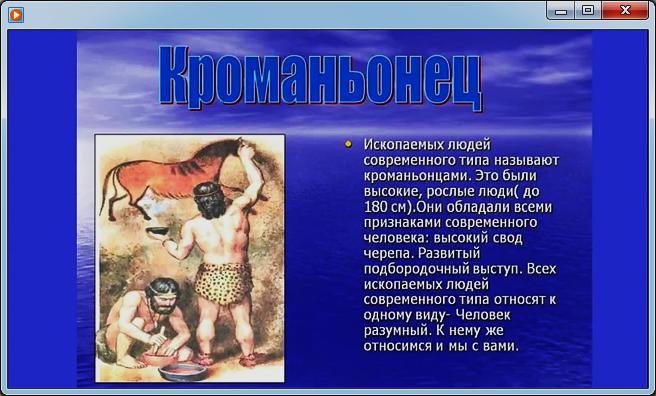 Кроманьонец
Ископаемых людей
современного типа называют
кроманьонцами. Это были
высокие, рослые люди( до
180 см).Они обладали всеми
признаками современного
человека: высокий свод
черепа. Развитый
подбородочный выступ. Всех
ископаемых людей
современного типа относят к
одному виду- Человек
разумный. К нему же
относимся и мы с вами.